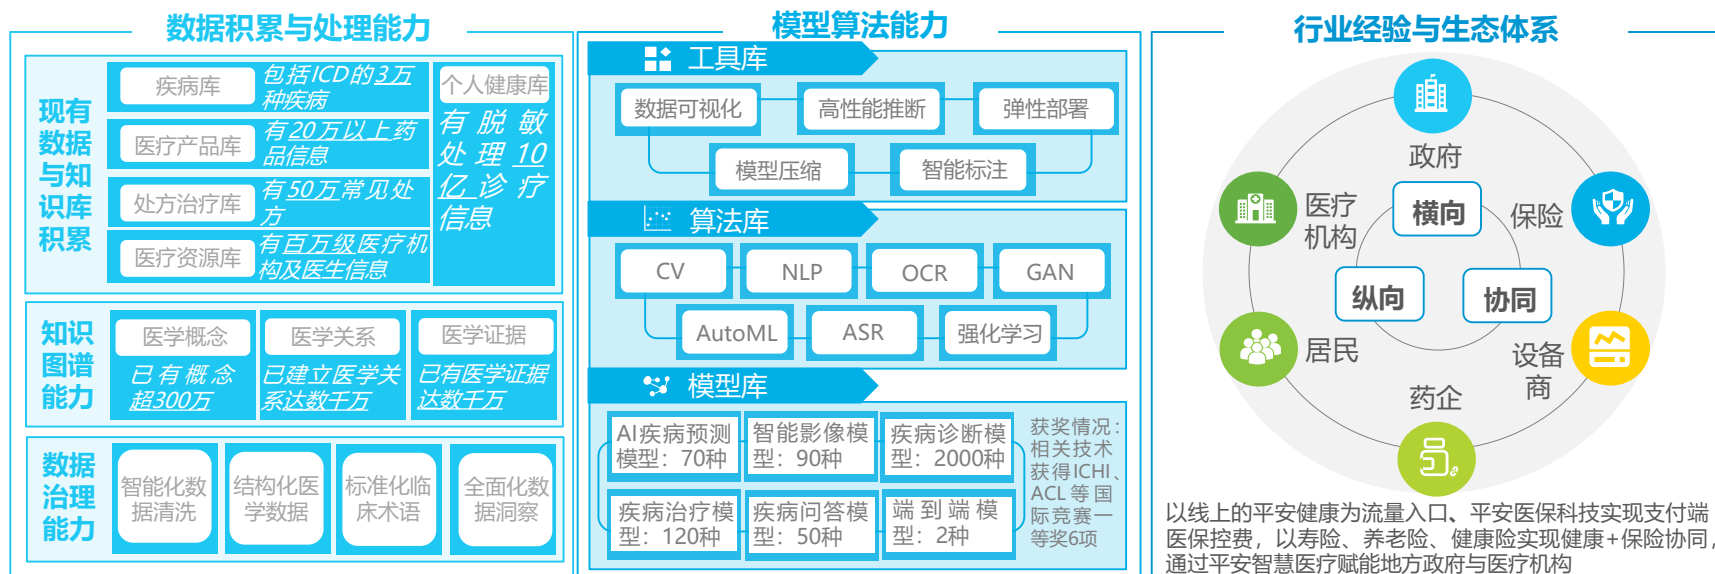 数据积累与处理能力
现有
数据
与知
识库
积累
疾病库
包括ICD的3万
种疾病
医疗产品库
有20万以上药
品信息
处方治疗库
有50万常见处
方
医疗资源库
有百万级医疗机
构及医生信息
个人健康库
有脱敏
处理10
亿诊疗
信息
知识
图谱
能力
医学概念
已有概念
超300万
医学关系
已建立医学关
系达数千万
医学证据
已有医学证据
达数千万
数据
治理
能力
智能化数
据清洗
结构化医
学数据
标准化临
床术语
全面化数
据洞察
模型算法能力
工具库
数据可视化
高性能推断
弹性部署
模型压缩
智能标注
算法库
CV
NLP
OCR
GAN
AutoML
ASR
强化学习
模型库
AI疾病预测
模型：70种
智能影像模
型：90种
疾病诊断模
型：2000种
疾病治疗模
型：120种
疾病问答模
型：50种
端到端模
型：2种
获奖情况：
相关技术
获得ICHI、
ACL等国
际竞赛一
等奖6项
行业经验与生态体系
政府
医疗
机构
保险
横向
纵向
协同
居民
设备
商
药企
以线上的平安健康为流量入口、平安医保科技实现支付端
医保控费，以寿险、养老险、健康险实现健康+保险协同，
通过平安智慧医疗赋能地方政府与医疗机构